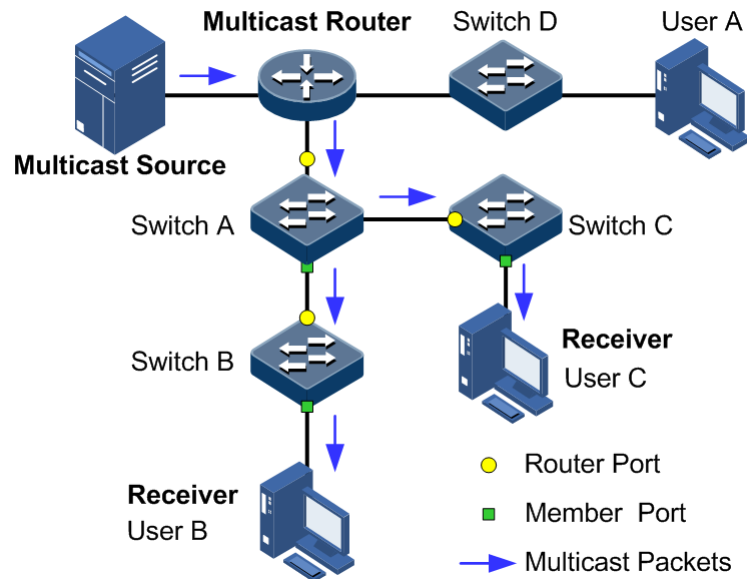 Multicast Router
Switch D
User A
Multicast Source
Switch A
Switch C
Switch B
Receiver
User C
Receiver
User B
Router Port
Member Port
Multicast Packets